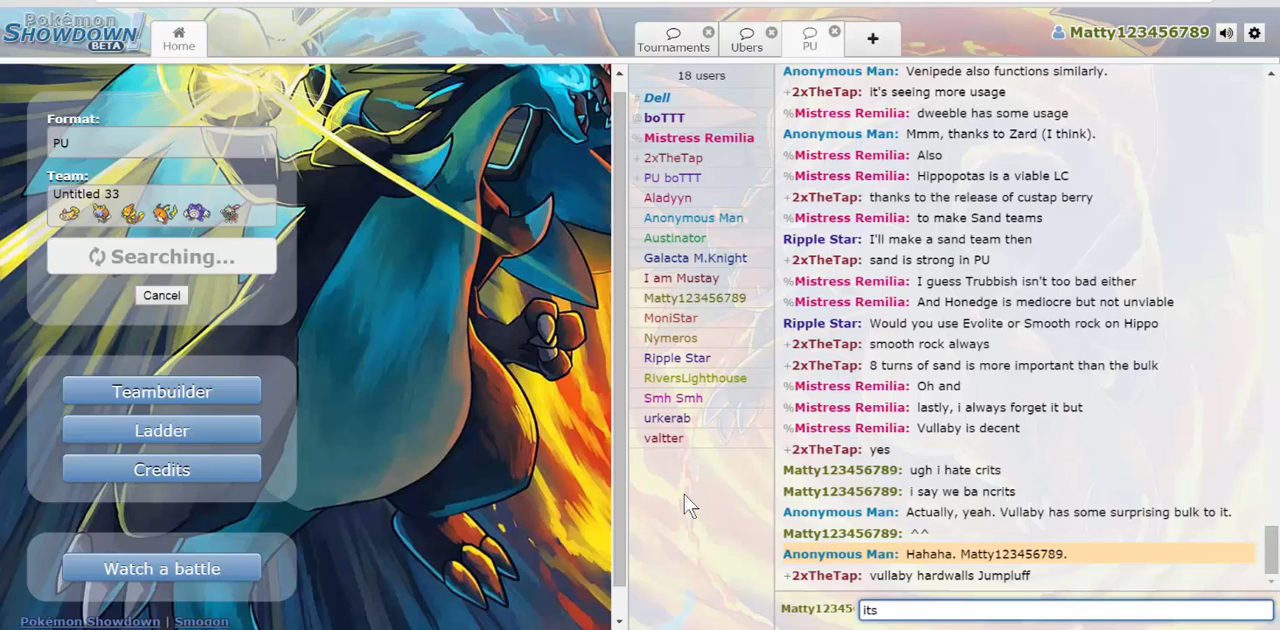 Pokémon
SHOWDOWN
BETA
Home
Tournaments
Ubers
PU
+
Matty123456789
Format:
PU
Team:
Untitled 33
Searching...
Cancel
Teambuilder
Ladder
Credits
Watch a battle
Pokémon Showdown | Smogon
18 users
# Dell
boTTT
%Mistress Remilia
+ 2xTheTap
+ PU boTTT
Aladyyn
Anonymous Man
Austinator
Galacta M.Knight
I am Mustay
Matty123456789
MoniStar
Nymeros
Ripple Star
RiversLighthouse
Smh Smh
urkerab
valtter
Anonymous Man: Venipede also functions similarly.
+2xTheTap: it's seeing more usage
%Mistress Remilia: dweeble has some usage
Anonymous Man: Mmm, thanks to Zard (I think).
%Mistress Remilia: Also
%Mistress Remilia: Hippopotas is a viable LC
+2xTheTap: thanks to the release of custap berry
%Mistress Remilia: to make Sand teams
Ripple Star: I'll make a sand team then
+2xTheTap: sand is strong in PU
%Mistress Remilia: I guess Trubbish isn't too bad either
%Mistress Remilia: And Honedge is mediocre but not unviable
Ripple Star: Would you use Evolite or Smooth rock on Hippo
+2xTheTap: smooth rock always
+2xTheTap: 8 turns of sand is more important than the bulk
%Mistress Remilia: Oh and
%Mistress Remilia: lastly, i always forget it but
%Mistress Remilia: Vullaby is decent
+2xTheTap: yes
Matty123456789: ugh i hate crits
Matty123456789: i say we ba ncrits
Anonymous Man: Actually, yeah. Vullaby has some surprising bulk to it.
Matty123456789: ^^
Anonymous Man: Hahaha. Matty123456789.
+2xTheTap: vullaby hardwalls Jumpluff
Matty12345 its